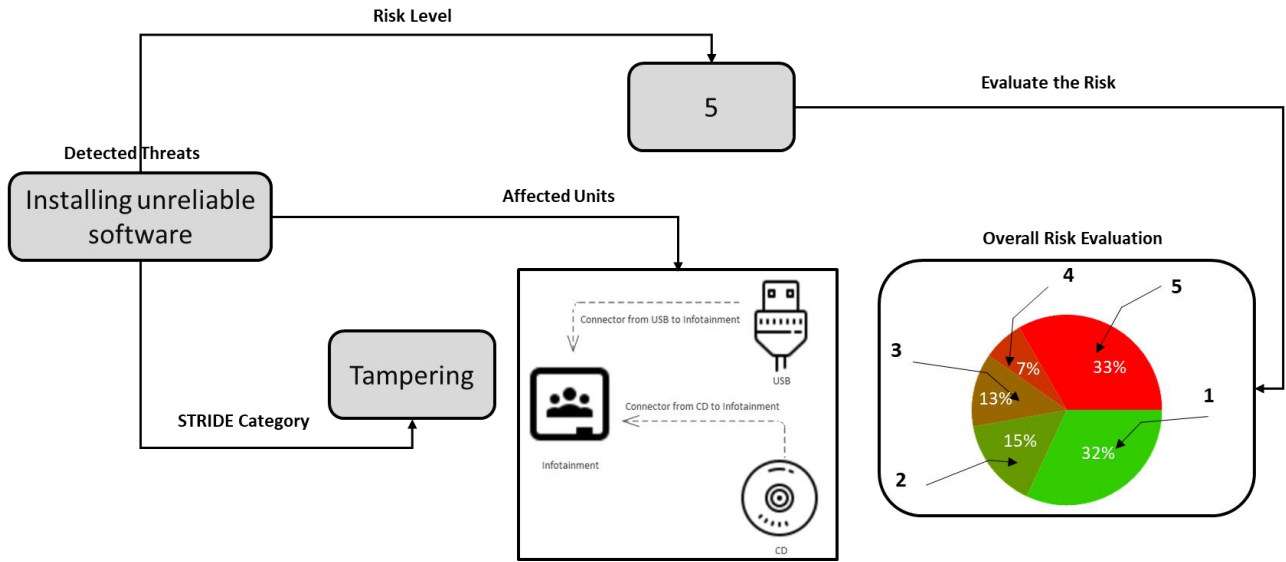 Risk Level
5
Evaluate the Risk
Detected Threats
Installing unreliable
software
Affected Units
Overall Risk Evaluation
Connector from USB to Infotainment
USB
Tampering
STRIDE Category
Connector from CD to Infotainment
Infotainment
CD
4
5
3
7%
33%
13%
1
15%
32%
2